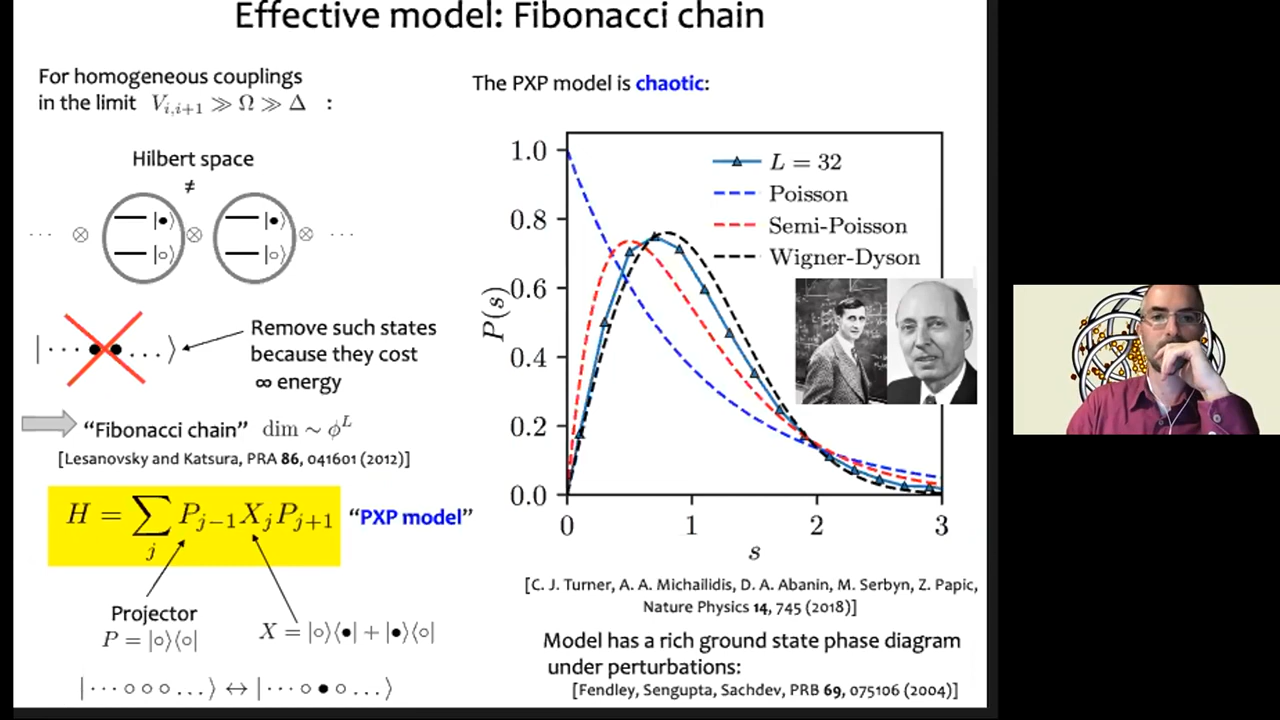 Effective model: Fibonacci chain
For homogeneous couplings
in the limit V_{i,i+1} ≫ Ω ≫ Δ :
Hilbert space
≠
⋯ ⊗ |●⟩ |○⟩ ⊗ |●⟩ |○⟩ ⊗ ⋯
|⋯●●...⟩
Remove such states
because they cost
∞ energy
“Fibonacci chain” dim ∼ ϕ^L
[Lesanovsky and Katsura, PRA 86, 041601 (2012)]
H = ∑_j P_{j−1} X_j P_{j+1} “PXP model”
Projector
P = |○⟩⟨○|
X = |○⟩⟨●| + |●⟩⟨○|
|⋯○○○...⟩ ↔ |⋯○●○...⟩
The PXP model is chaotic:
1.0
0.8
0.6
0.4
0.2
0.0
P(s)
L = 32
Poisson
Semi-Poisson
Wigner-Dyson
0 1 2 3
s
[C. J. Turner, A. A. Michailidis, D. A. Abanin, M. Serbyn, Z. Papic,
Nature Physics 14, 745 (2018)]
Model has a rich ground state phase diagram
under perturbations:
[Fendley, Sengupta, Sachdev, PRB 69, 075106 (2004)]